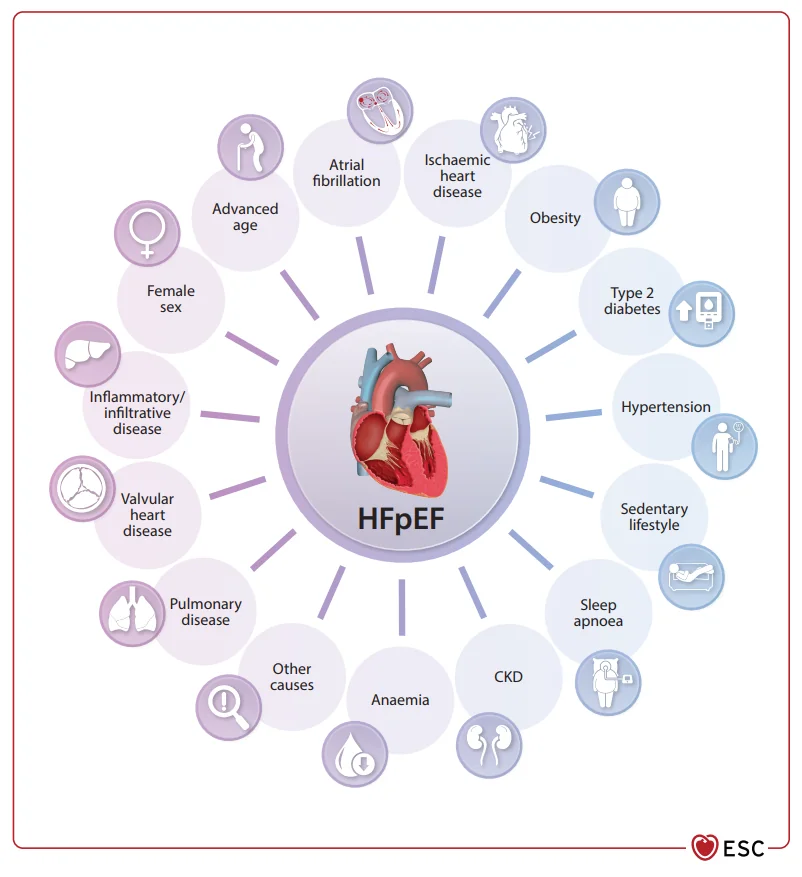 Atrial
fibrillation
Ischaemic
heart
disease
Obesity
Type 2
diabetes
Hypertension
Sedentary
lifestyle
Sleep
apnoea
CKD
Anaemia
Other
causes
Pulmonary
disease
Valvular
heart
disease
Inflammatory/
infiltrative
disease
Female
sex
Advanced
age
HFpEF
ESC